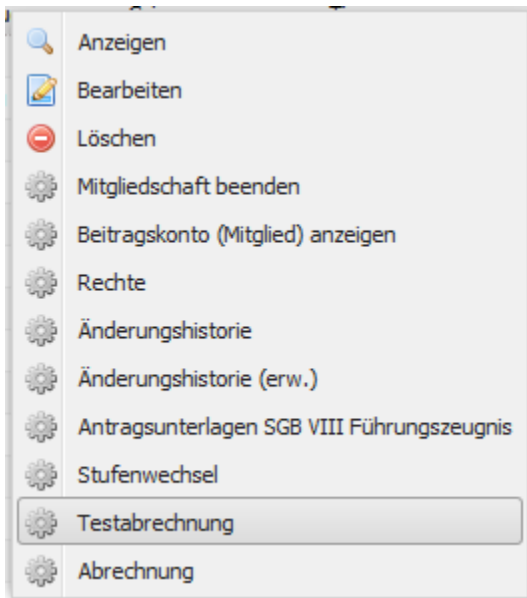 Anzeigen
Bearbeiten
Löschen
Mitgliedschaft beenden
Beitragskonto (Mitglied) anzeigen
Rechte
Änderungshistorie
Änderungshistorie (erw.)
Antragsunterlagen SGB VIII Führungszeugnis
Stufenwechsel
Testabrechnung
Abrechnung